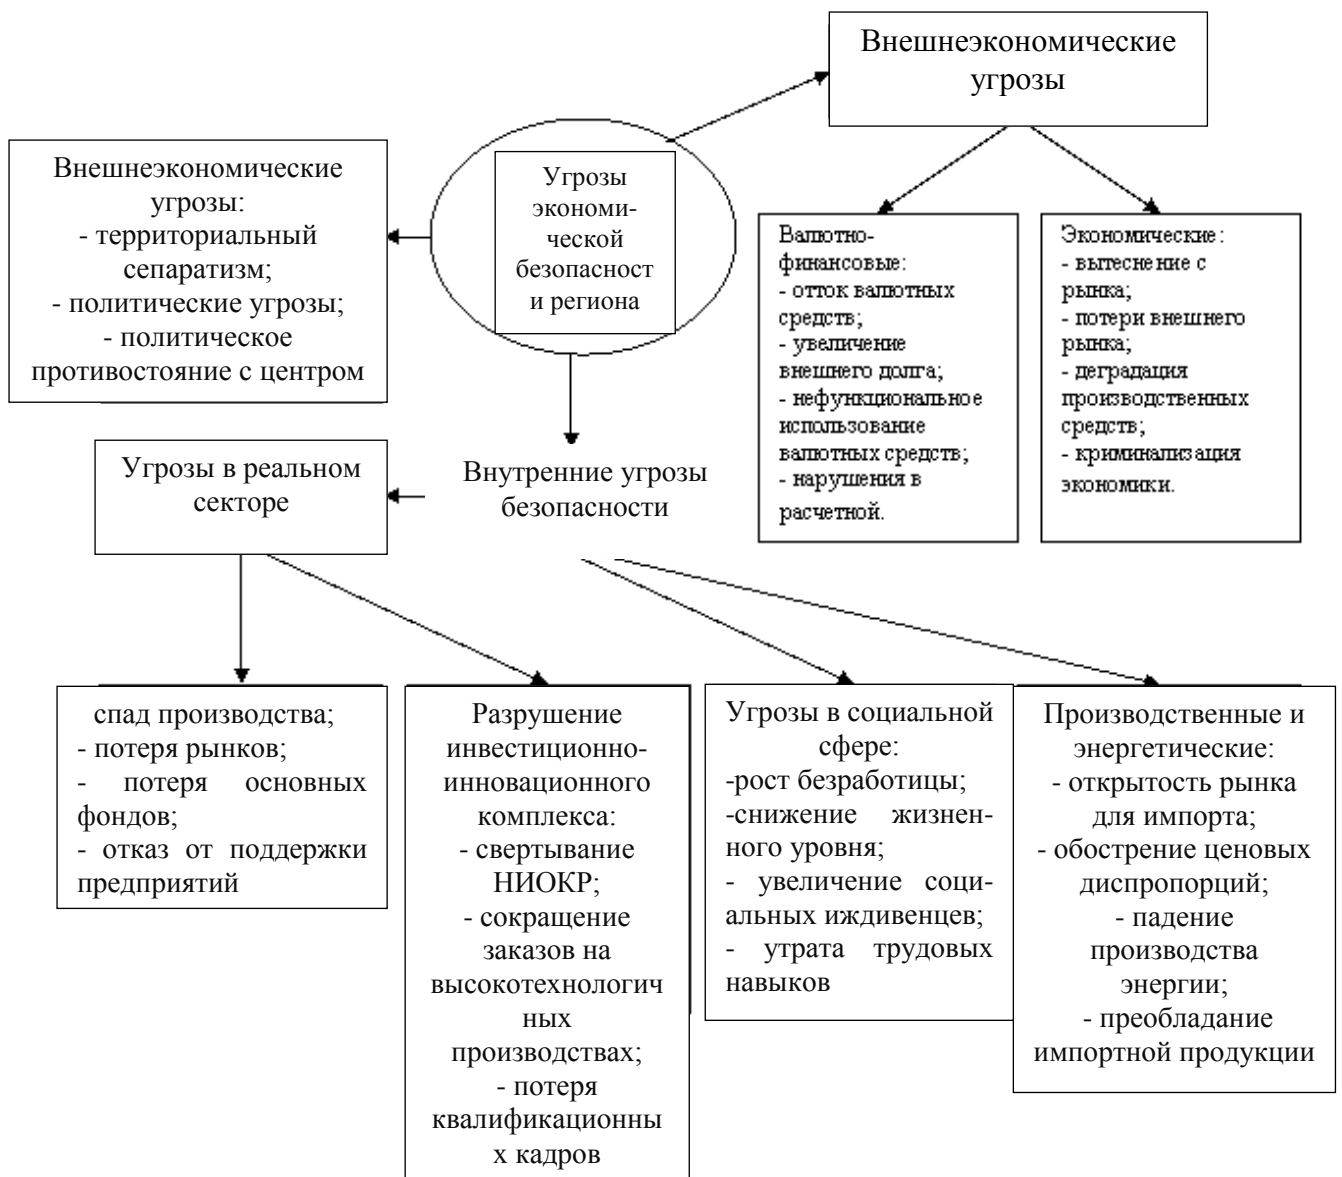 Внешнеэкономические
угрозы
Внешнеэкономические
угрозы:
- территориальный
сепаратизм;
- политические угрозы;
- политическое
противостояние с центром
Угрозы
экономи-
ческой
безопасност
и региона
Валютно-
финансовые:
- отток валютных
средств;
- увеличение
внешнего долга;
- нефункциональное
использование
валютных средств;
- нарушения в
расчетной.
Экономические:
- вытеснение с
рынка;
- потери внешнего
рынка;
- деградация
производственных
средств;
- криминализация
экономики.
Угрозы в реальном
секторе
Внутренние угрозы
безопасности
спад производства;
- потеря рынков;
- потеря основных
фондов;
- отказ от поддержки
предприятий
Разрушение
инвестиционно-
инновационного
комплекса:
- свертывание
НИОКР;
- сокращение
заказов на
высокотехнологич
ных
производствах;
- потеря
квалификационны
х кадров
Угрозы в социальной
сфере:
-рост безработицы;
-снижение жизнен-
ного уровня;
- увеличение соци-
альных иждивенцев;
- утрата трудовых
навыков
Производственные и
энергетические:
- открытость рынка
для импорта;
- обострение ценовых
диспропорций;
- падение
производства
энергии;
- преобладание
импортной продукции